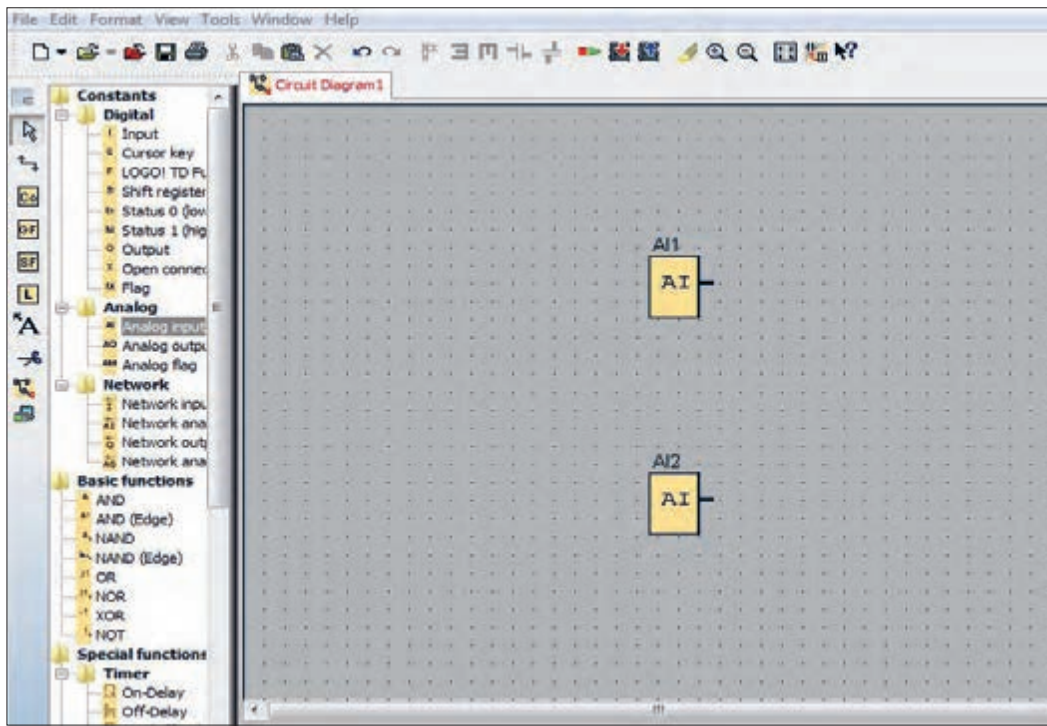 File Edit Format View Tools Window Help
Circuit Diagram1
Constants
Digital
Input
Cursor key
LOGO! TD Fu
Shift register
Status 0 (low
Status 1 (hig
Output
Open connec
Flag
Analog
Analog input
Analog outpu
Analog flag
Network
Network inpu
Network ana
Network outp
Network ana
Basic functions
AND
AND (Edge)
NAND
NAND (Edge)
OR
NOR
XOR
NOT
Special functions
Timer
On-Delay
Off-Delay
Co
GF
SF
L
A
AI1
AI
AI2
AI